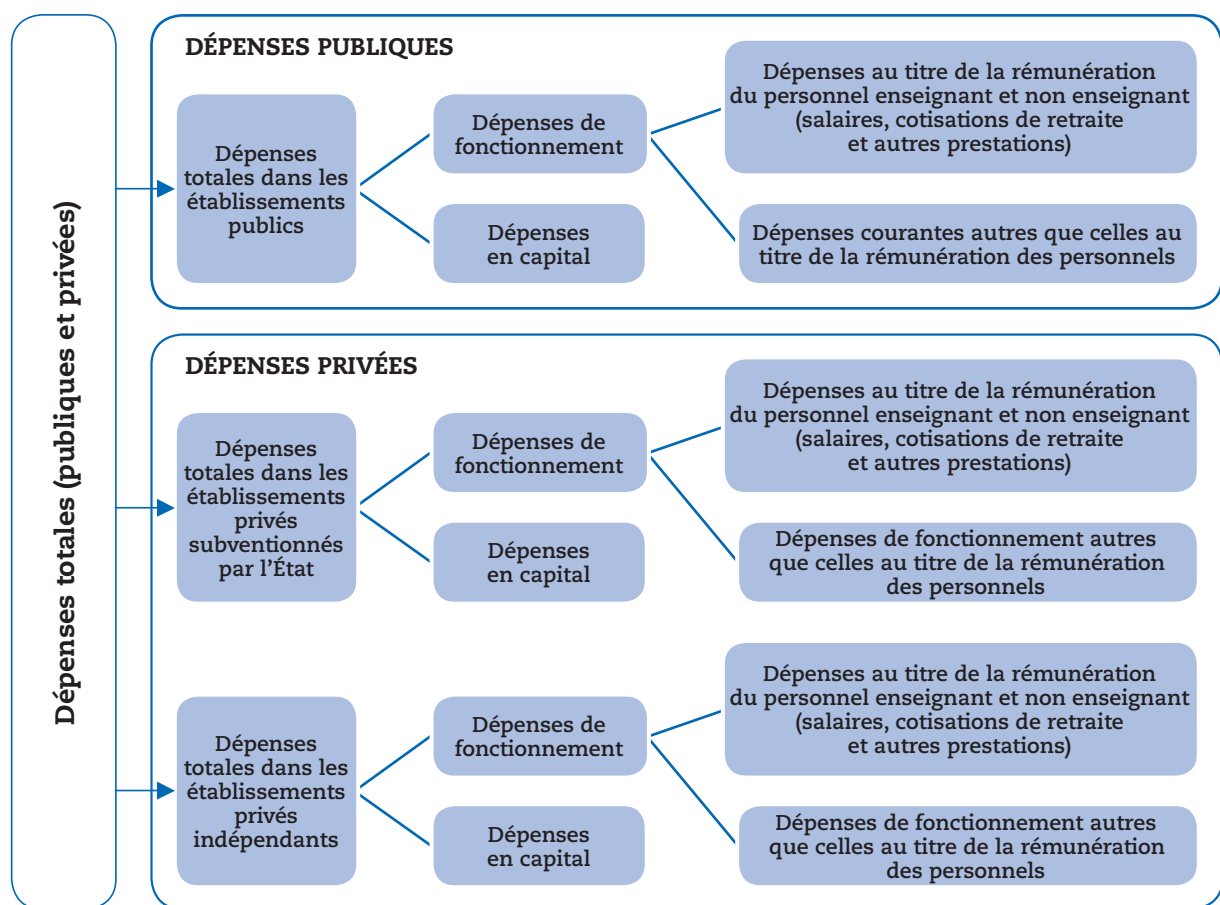 Dépenses totales (publiques et privées)
DÉPENSES PUBLIQUES
Dépenses
totales dans les
établissements
publics
Dépenses de
fonctionnement
Dépenses
en capital
Dépenses au titre de la rémunération
du personnel enseignant et non enseignant
(salaires, cotisations de retraite
et autres prestations)
Dépenses courantes autres que celles au
titre de la rémunération des personnels
DÉPENSES PRIVÉES
Dépenses
totales dans les
établissements
privés
subventionnés
par l'État
Dépenses de
fonctionnement
Dépenses
en capital
Dépenses au titre de la rémunération
du personnel enseignant et non enseignant
(salaires, cotisations de retraite
et autres prestations)
Dépenses de fonctionnement autres
que celles au titre de la rémunération
des personnels
Dépenses
totales dans les
établissements
privés
indépendants
Dépenses de
fonctionnement
Dépenses
en capital
Dépenses au titre de la rémunération
du personnel enseignant et non enseignant
(salaires, cotisations de retraite
et autres prestations)
Dépenses de fonctionnement autres
que celles au titre de la rémunération
des personnels